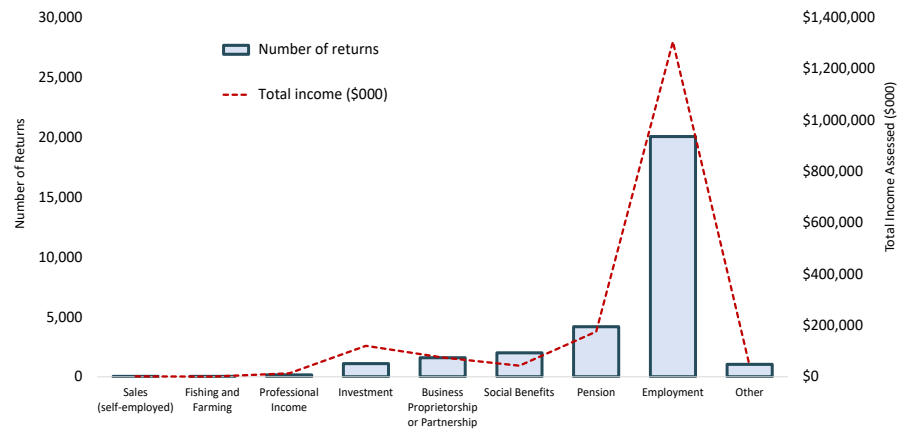 30,000
25,000
20,000
15,000
10,000
5,000
0
Number of Returns
Number of returns
Total income ($000)
$1,400,000
$1,200,000
$1,000,000
$800,000
$600,000
$400,000
$200,000
$0
Total Income Assessed ($000)
Sales
(self-employed)
Fishing and
Farming
Professional
Income
Investment
Business
Proprietorship
or Partnership
Social Benefits
Pension
Employment
Other